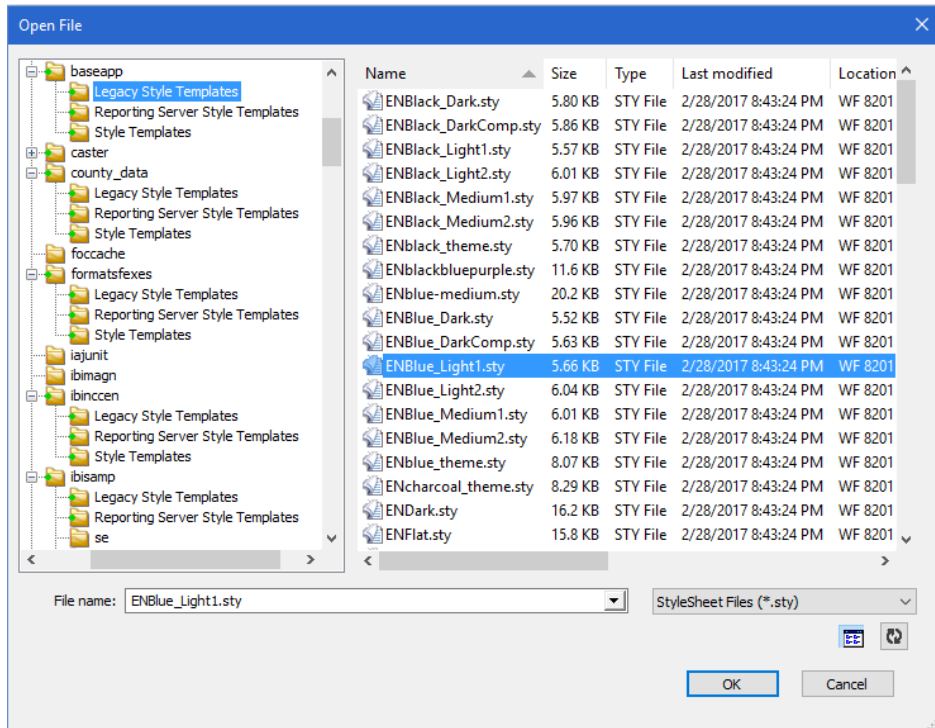 Open File
baseapp
Legacy Style Templates
Reporting Server Style Templates
Style Templates
caster
county_data
Legacy Style Templates
Reporting Server Style Templates
Style Templates
foccache
formatsfexes
Legacy Style Templates
Reporting Server Style Templates
Style Templates
iajunit
ibimagn
ibinccen
Legacy Style Templates
Reporting Server Style Templates
Style Templates
ibisamp
Legacy Style Templates
Reporting Server Style Templates
se
Name Size Type Last modified Location
ENBlack_Dark.sty 5.80 KB STY File 2/28/2017 8:43:24 PM WF 8201
ENBlack_DarkComp.sty 5.86 KB STY File 2/28/2017 8:43:24 PM WF 8201
ENBlack_Light1.sty 5.57 KB STY File 2/28/2017 8:43:24 PM WF 8201
ENBlack_Light2.sty 6.01 KB STY File 2/28/2017 8:43:24 PM WF 8201
ENBlack_Medium1.sty 5.97 KB STY File 2/28/2017 8:43:24 PM WF 8201
ENBlack_Medium2.sty 5.96 KB STY File 2/28/2017 8:43:24 PM WF 8201
ENblack_theme.sty 5.70 KB STY File 2/28/2017 8:43:24 PM WF 8201
ENblackbluepurple.sty 11.6 KB STY File 2/28/2017 8:43:24 PM WF 8201
ENblue-medium.sty 20.2 KB STY File 2/28/2017 8:43:24 PM WF 8201
ENBlue_Dark.sty 5.52 KB STY File 2/28/2017 8:43:24 PM WF 8201
ENBlue_DarkComp.sty 5.63 KB STY File 2/28/2017 8:43:24 PM WF 8201
ENBlue_Light1.sty 5.66 KB STY File 2/28/2017 8:43:24 PM WF 8201
ENBlue_Light2.sty 6.04 KB STY File 2/28/2017 8:43:24 PM WF 8201
ENBlue_Medium1.sty 6.01 KB STY File 2/28/2017 8:43:24 PM WF 8201
ENBlue_Medium2.sty 6.18 KB STY File 2/28/2017 8:43:24 PM WF 8201
ENblue_theme.sty 8.07 KB STY File 2/28/2017 8:43:24 PM WF 8201
ENcharcoal_theme.sty 8.29 KB STY File 2/28/2017 8:43:24 PM WF 8201
ENDark.sty 16.2 KB STY File 2/28/2017 8:43:24 PM WF 8201
ENFlat.sty 15.8 KB STY File 2/28/2017 8:43:24 PM WF 8201
File name: ENBlue_Light1.sty StyleSheet Files (*.sty)
OK Cancel